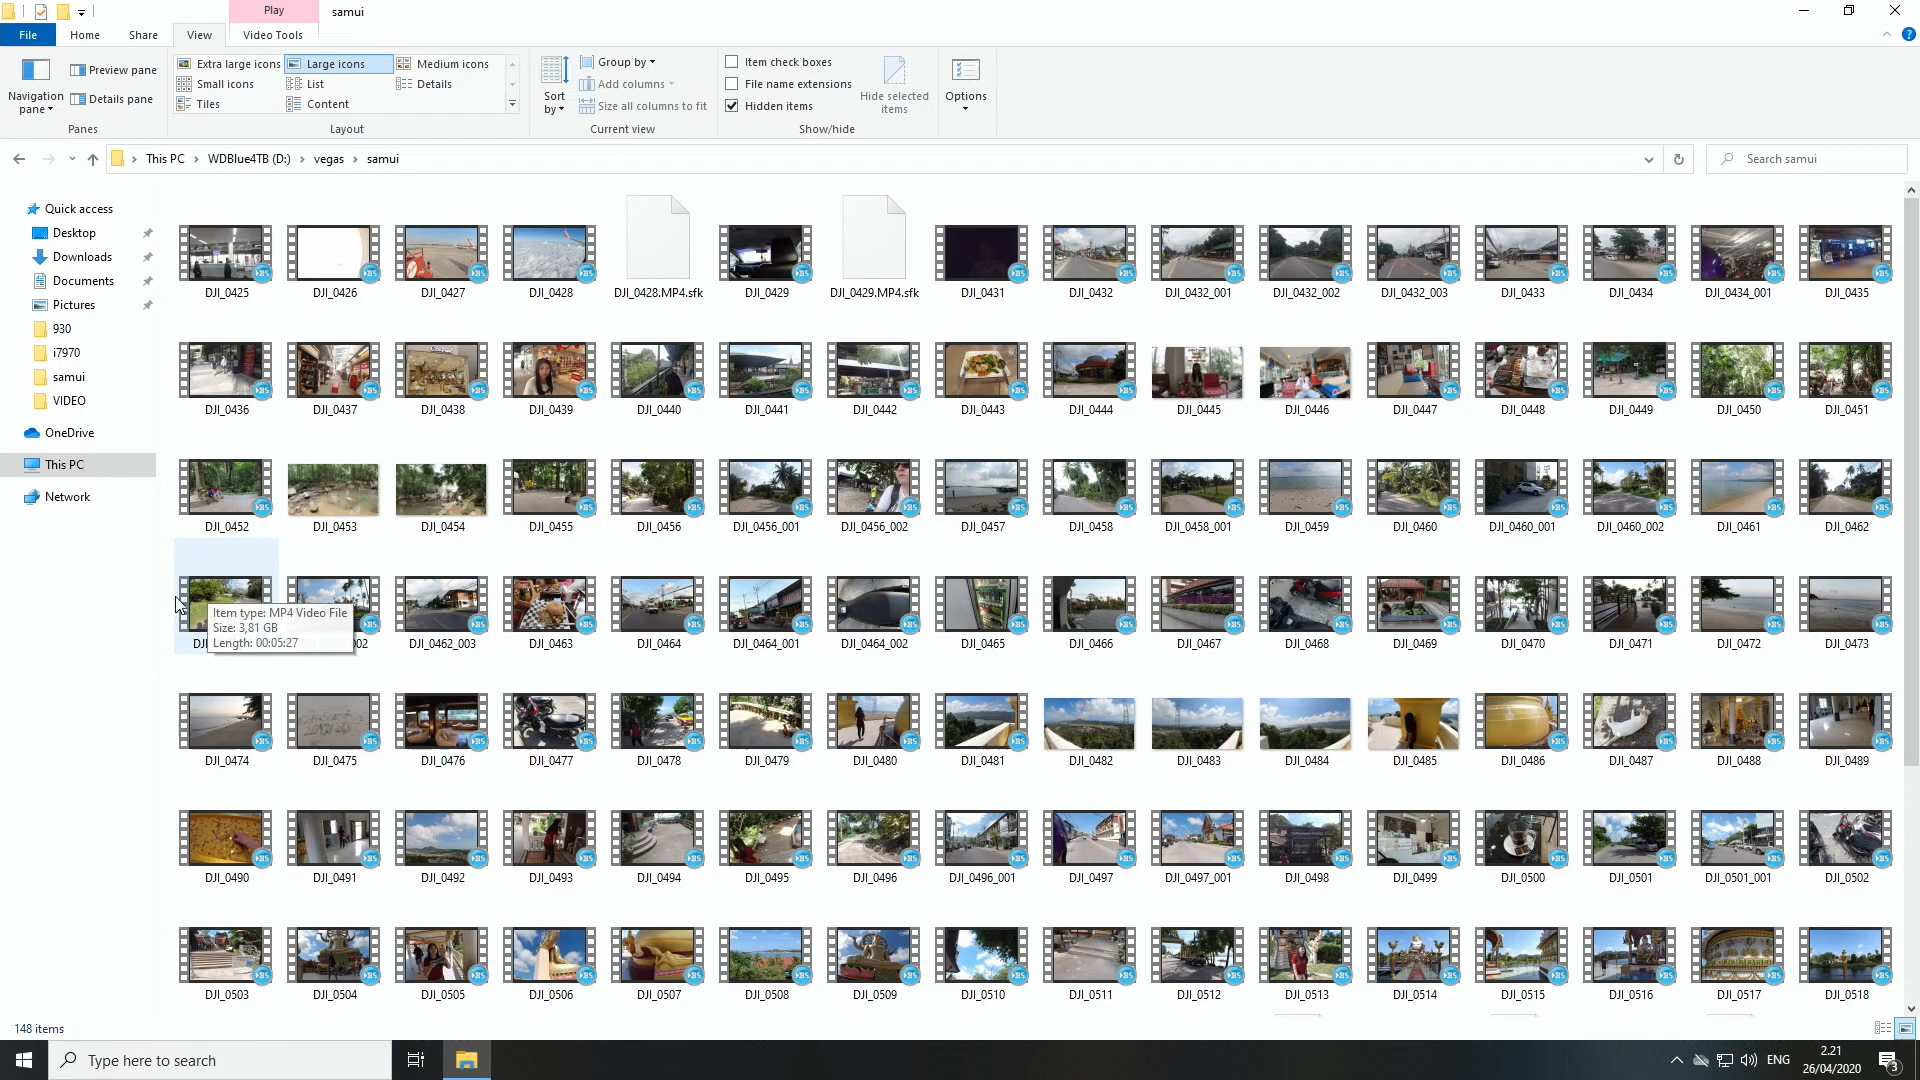 Play
samui
File
Home
Share
View
Video Tools
Navigation
pane
Preview pane
Details pane
Panes
Extra large icons
Large icons
Medium icons
Small icons
List
Details
Tiles
Content
Layout
Sort
by
Group by
Add columns
Size all columns to fit
Current view
Item check boxes
File name extensions
Hidden items
Hide selected
items
Show/hide
Options
This PC > WDBlue4TB (D:) > vegas > samui
Search samui
Quick access
Desktop
Downloads
Documents
Pictures
930
i7970
samui
VIDEO
OneDrive
This PC
Network
DJI_0425 DJI_0426 DJI_0427 DJI_0428 DJI_0428.MP4.sfk DJI_0429 DJI_0429.MP4.sfk DJI_0431 DJI_0432 DJI_0432_001 DJI_0432_002 DJI_0432_003 DJI_0433 DJI_0434 DJI_0434_001 DJI_0435
DJI_0436 DJI_0437 DJI_0438 DJI_0439 DJI_0440 DJI_0441 DJI_0442 DJI_0443 DJI_0444 DJI_0445 DJI_0446 DJI_0447 DJI_0448 DJI_0449 DJI_0450 DJI_0451
DJI_0452 DJI_0453 DJI_0454 DJI_0455 DJI_0456 DJI_0456_001 DJI_0456_002 DJI_0457 DJI_0458 DJI_0458_001 DJI_0459 DJI_0460 DJI_0460_001 DJI_0460_002 DJI_0461 DJI_0462
Item type: MP4 Video File
Size: 3,81 GB
Length: 00:05:27
DJI 002 DJI_0462_003 DJI_0463 DJI_0464 DJI_0464_001 DJI_0464_002 DJI_0465 DJI_0466 DJI_0467 DJI_0468 DJI_0469 DJI_0470 DJI_0471 DJI_0472 DJI_0473
DJI_0474 DJI_0475 DJI_0476 DJI_0477 DJI_0478 DJI_0479 DJI_0480 DJI_0481 DJI_0482 DJI_0483 DJI_0484 DJI_0485 DJI_0486 DJI_0487 DJI_0488 DJI_0489
DJI_0490 DJI_0491 DJI_0492 DJI_0493 DJI_0494 DJI_0495 DJI_0496 DJI_0496_001 DJI_0497 DJI_0497_001 DJI_0498 DJI_0499 DJI_0500 DJI_0501 DJI_0501_001 DJI_0502
DJI_0503 DJI_0504 DJI_0505 DJI_0506 DJI_0507 DJI_0508 DJI_0509 DJI_0510 DJI_0511 DJI_0512 DJI_0513 DJI_0514 DJI_0515 DJI_0516 DJI_0517 DJI_0518
148 items
Type here to search
ENG
2.21
26/04/2020
3